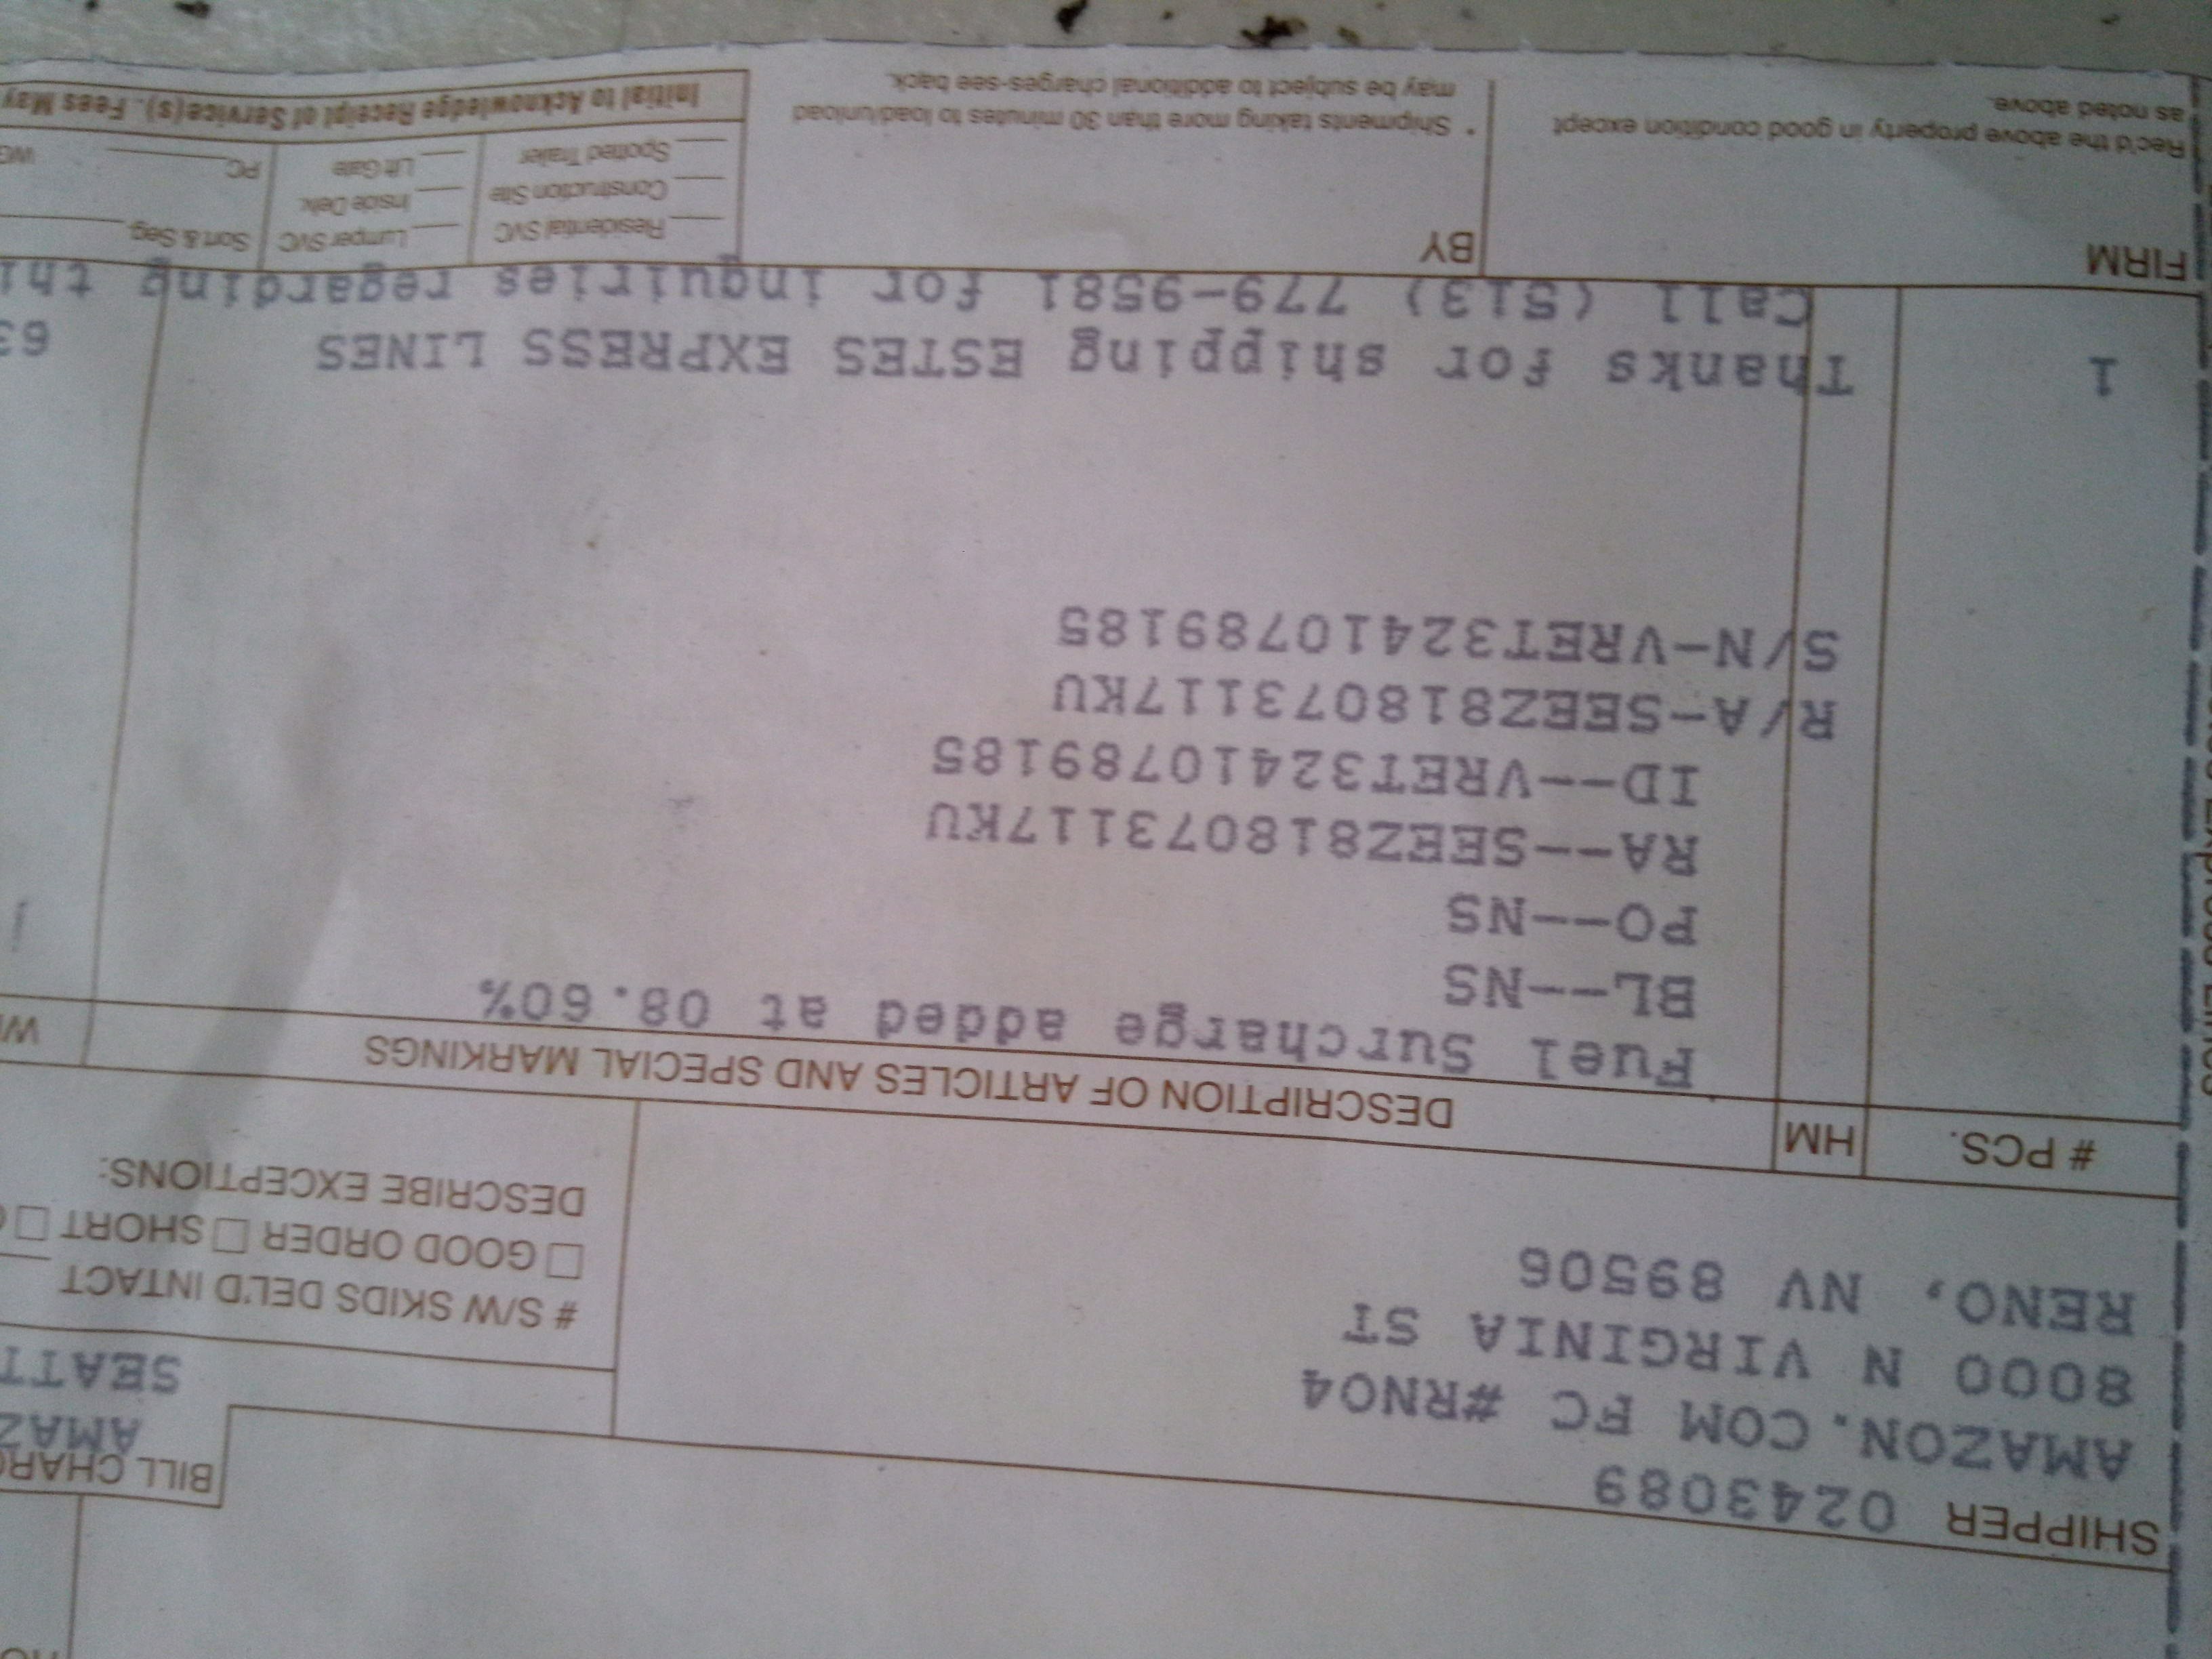 SHIPPER 0243089
AMAZON.COM FC #RNO4
8000 N VIRGINIA ST
RENO, NV 89506
BILL CHAR
AMAZ
SEATT
# S/W SKIDS DEL'D INTACT
☐ GOOD ORDER ☐ SHORT ☐
DESCRIBE EXCEPTIONS:
# PCS. HM DESCRIPTION OF ARTICLES AND SPECIAL MARKINGS
Fuel Surcharge added at 08.60%
BL--NS
PO--NS
RA--SEEZ818073117KU
ID--VRET32410789185
R/A-SEEZ818073117KU
S/N-VRET32410789185
1 Thanks for shipping ESTES EXPRESS LINES 63
Call (513) 779-9581 for inquiries regarding thi
FIRM
Rec'd the above property in good condition except
as noted above.
BY
* Shipments taking more than 30 minutes to load/unload
may be subject to additional charges-see back.
Residential SVC Lumper SVC Sort & Seg.
Construction Site Inside Delv.
Spotted Trailer Lift Gate PC
Initial to Acknowledge Receipt of Service(s). Fees May